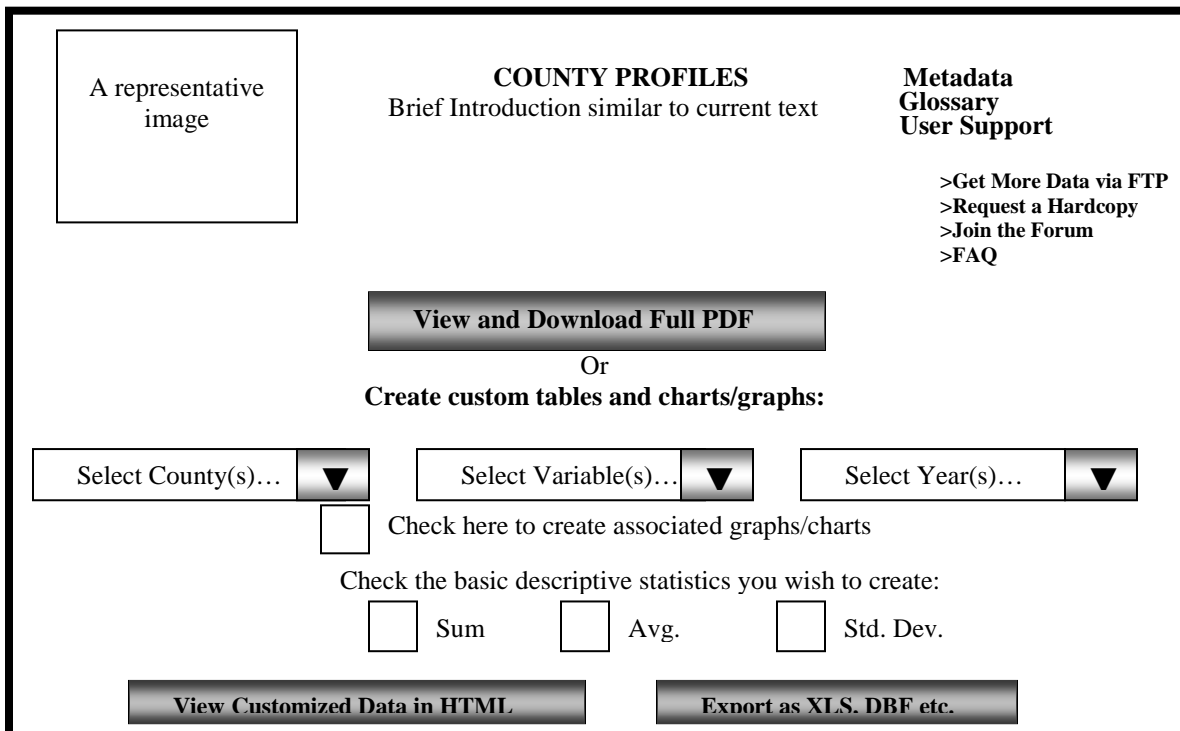 A representative
image
COUNTY PROFILES
Brief Introduction similar to current text
Metadata
Glossary
User Support
>Get More Data via FTP
>Request a Hardcopy
>Join the Forum
>FAQ
View and Download Full PDF
Or
Create custom tables and charts/graphs:
Select County(s)…
Select Variable(s)…
Select Year(s)…
Check here to create associated graphs/charts
Check the basic descriptive statistics you wish to create:
Sum
Avg.
Std. Dev.
View Customized Data in HTML
Export as XLS, DBF etc.